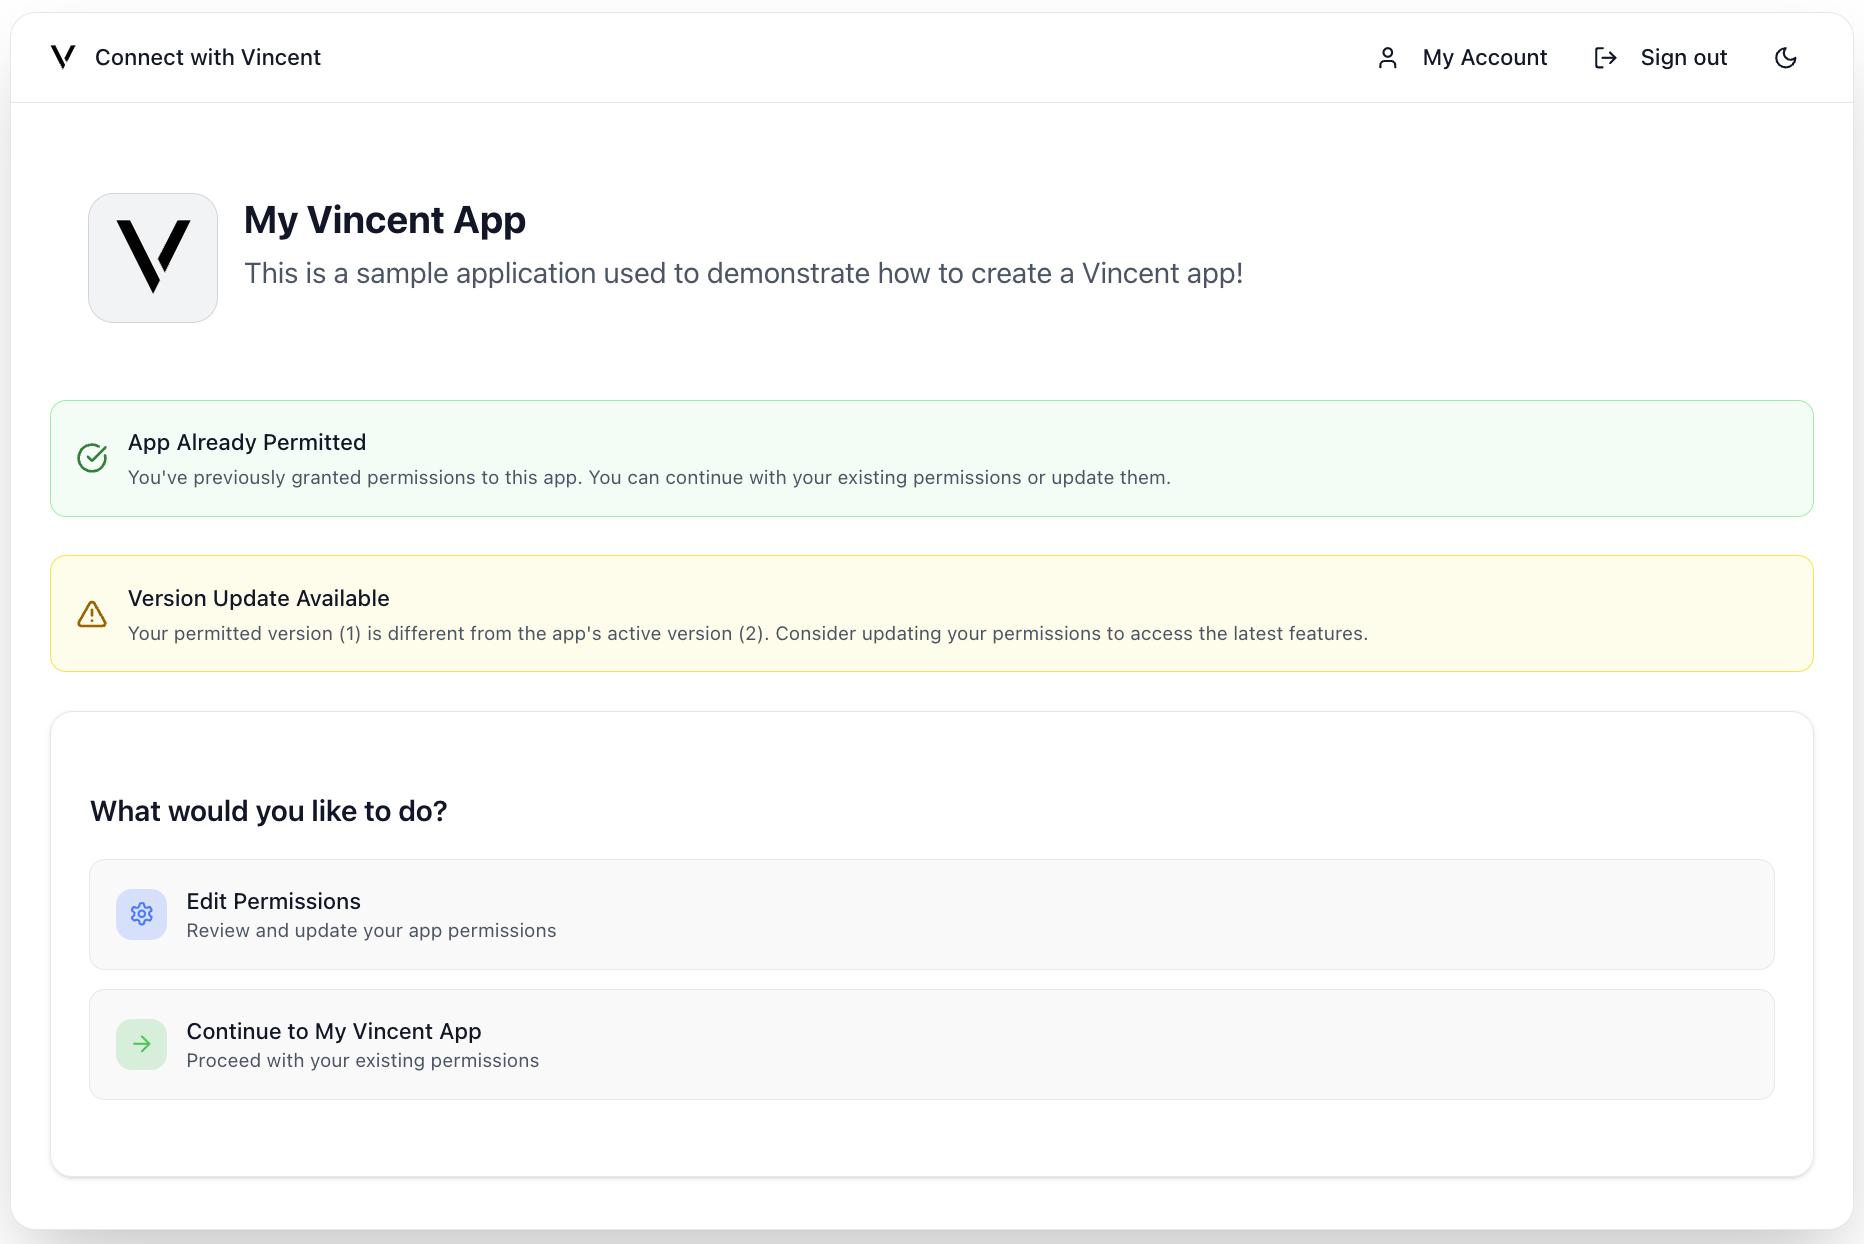 Connect with Vincent
My Account
Sign out
My Vincent App
This is a sample application used to demonstrate how to create a Vincent app!
App Already Permitted
You've previously granted permissions to this app. You can continue with your existing permissions or update them.
Version Update Available
Your permitted version (1) is different from the app's active version (2). Consider updating your permissions to access the latest features.
What would you like to do?
Edit Permissions
Review and update your app permissions
Continue to My Vincent App
Proceed with your existing permissions